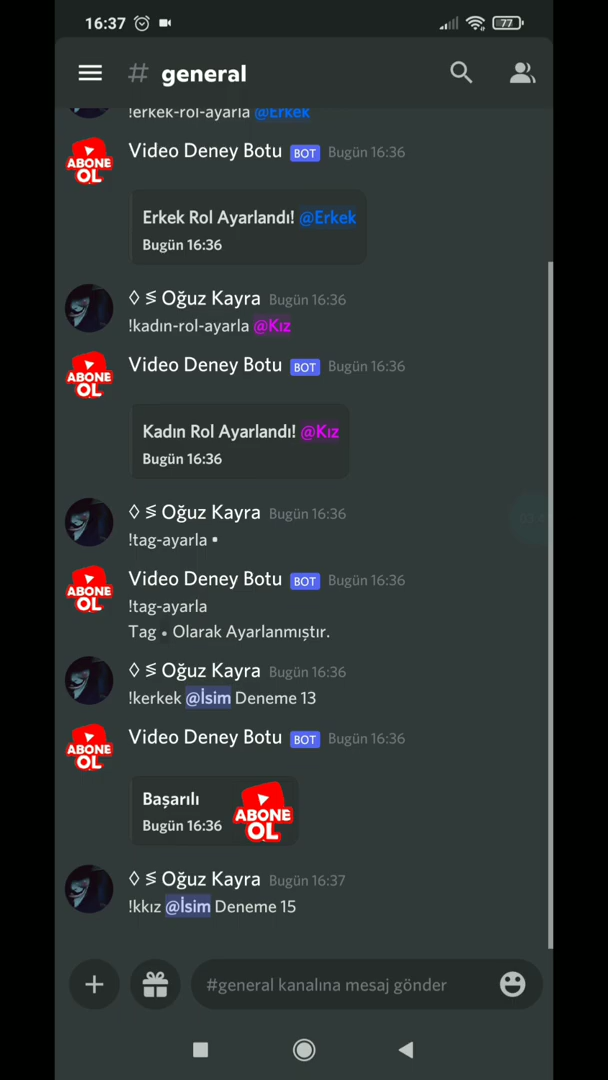 16:37 77
# general
!erkek-rol-ayarla @Erkek
Video Deney Botu BOT Bugün 16:36
ABONE
OL
Erkek Rol Ayarlandı! @Erkek
Bugün 16:36
◊ ⋚ Oğuz Kayra Bugün 16:36
!kadın-rol-ayarla @Kız
Video Deney Botu BOT Bugün 16:36
ABONE
OL
Kadın Rol Ayarlandı! @Kız
Bugün 16:36
◊ ⋚ Oğuz Kayra Bugün 16:36
!tag-ayarla •
Video Deney Botu BOT Bugün 16:36
ABONE
OL
!tag-ayarla
Tag • Olarak Ayarlanmıştır.
◊ ⋚ Oğuz Kayra Bugün 16:36
!kerkek @İsim Deneme 13
Video Deney Botu BOT Bugün 16:36
ABONE
OL
Başarılı
Bugün 16:36
ABONE
OL
◊ ⋚ Oğuz Kayra Bugün 16:37
!kkız @İsim Deneme 15
#general kanalına mesaj gönder